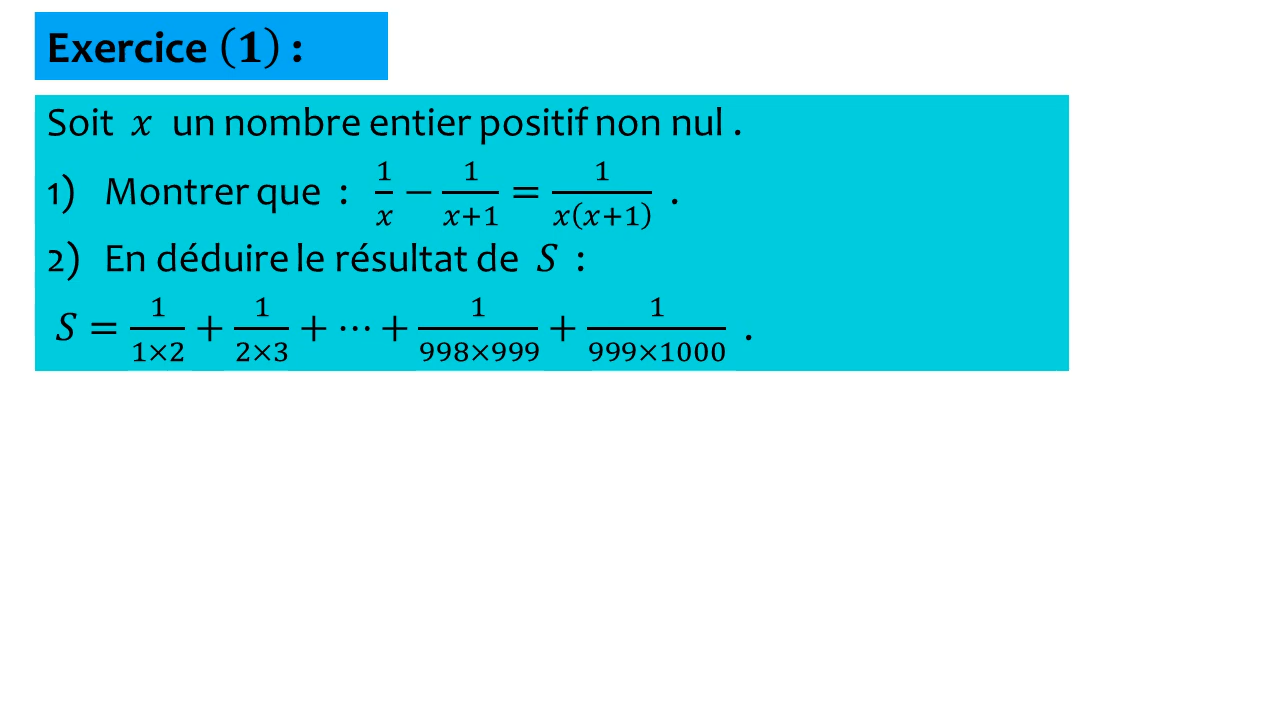 Exercice (1) :
Soit x un nombre entier positif non nul .
1) Montrer que : 1/x − 1/(x+1) = 1/(x(x+1)) .
2) En déduire le résultat de S :
S = 1/(1×2) + 1/(2×3) + ⋯ + 1/(998×999) + 1/(999×1000) .